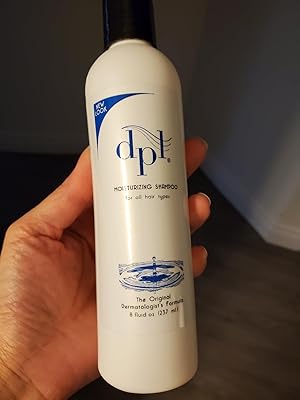 NEW
LOOK
dpl®
MOISTURIZING SHAMPOO
for all hair types
The Original
Dermatologist's Formula
8 fluid oz (237 ml)